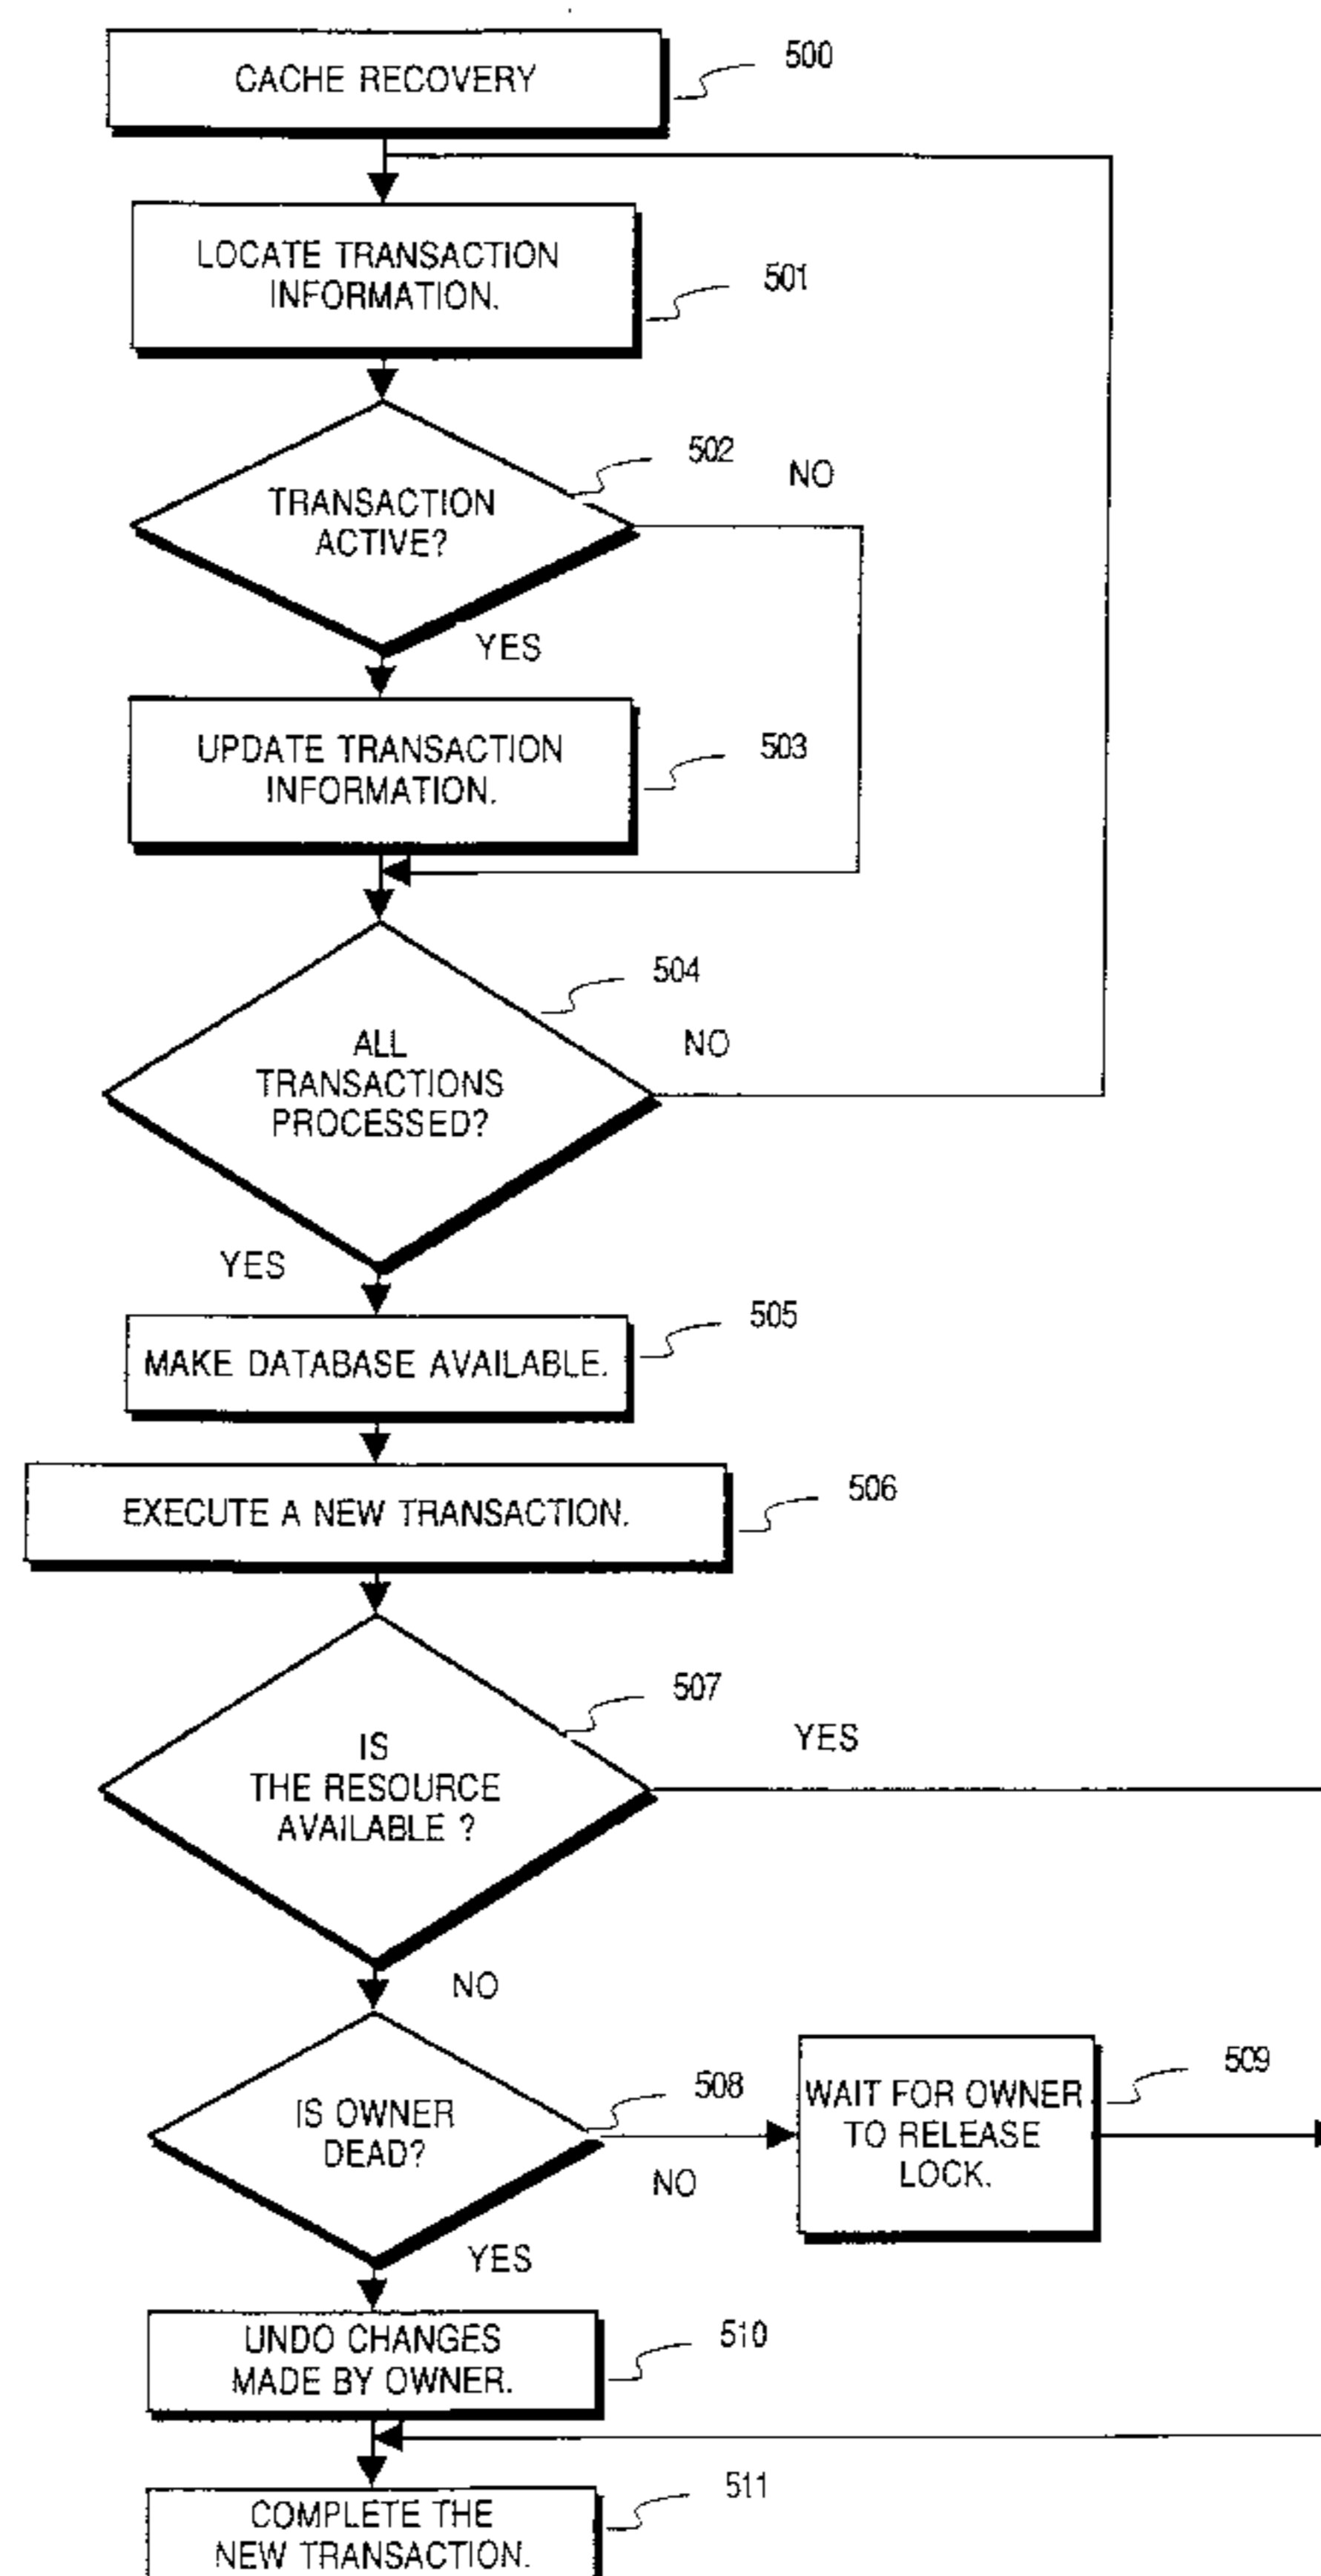 CACHE RECOVERY
500
LOCATE TRANSACTION
INFORMATION.
501
502
NO
TRANSACTION
ACTIVE?
YES
UPDATE TRANSACTION
INFORMATION.
503
504
NO
ALL
TRANSACTIONS
PROCESSED?
YES
505
MAKE DATABASE AVAILABLE.
506
EXECUTE A NEW TRANSACTION.
507
YES
IS
THE RESOURCE
AVAILABLE ?
NO
508
IS OWNER
DEAD?
NO
509
WAIT FOR OWNER
TO RELEASE
LOCK.
YES
UNDO CHANGES
MADE BY OWNER.
510
511
COMPLETE THE
NEW TRANSACTION.